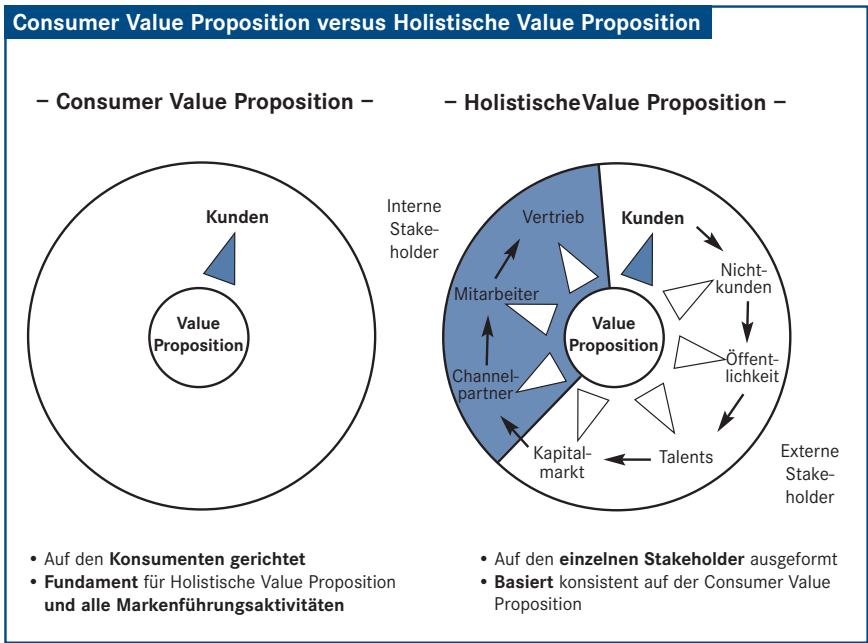 Consumer Value Proposition versus Holistische Value Proposition
– Consumer Value Proposition –
Kunden
Value
Proposition
• Auf den Konsumenten gerichtet
• Fundament für Holistische Value Proposition
und alle Markenführungsaktivitäten
– HolistischeValue Proposition –
Interne
Stake-
holder
Vertrieb
Kunden
Nicht-
kunden
Mitarbeiter
Value
Proposition
Öffent-
lichkeit
Channel-
partner
Kapital-
markt
Talents
Externe
Stake-
holder
• Auf den einzelnen Stakeholder ausgeformt
• Basiert konsistent auf der Consumer Value
Proposition